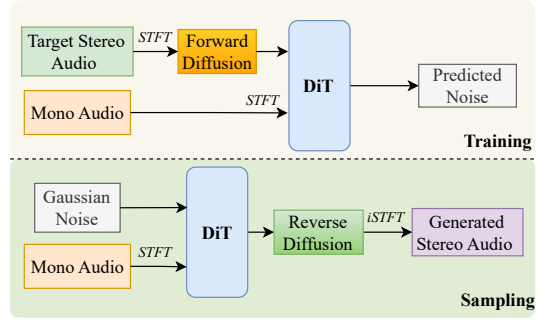 Target Stereo
Audio
STFT
Forward
Diffusion
DiT
Mono Audio
STFT
Predicted
Noise
Training
Gaussian
Noise
Mono Audio
STFT
DiT
Reverse
Diffusion
iSTFT
Generated
Stereo Audio
Sampling